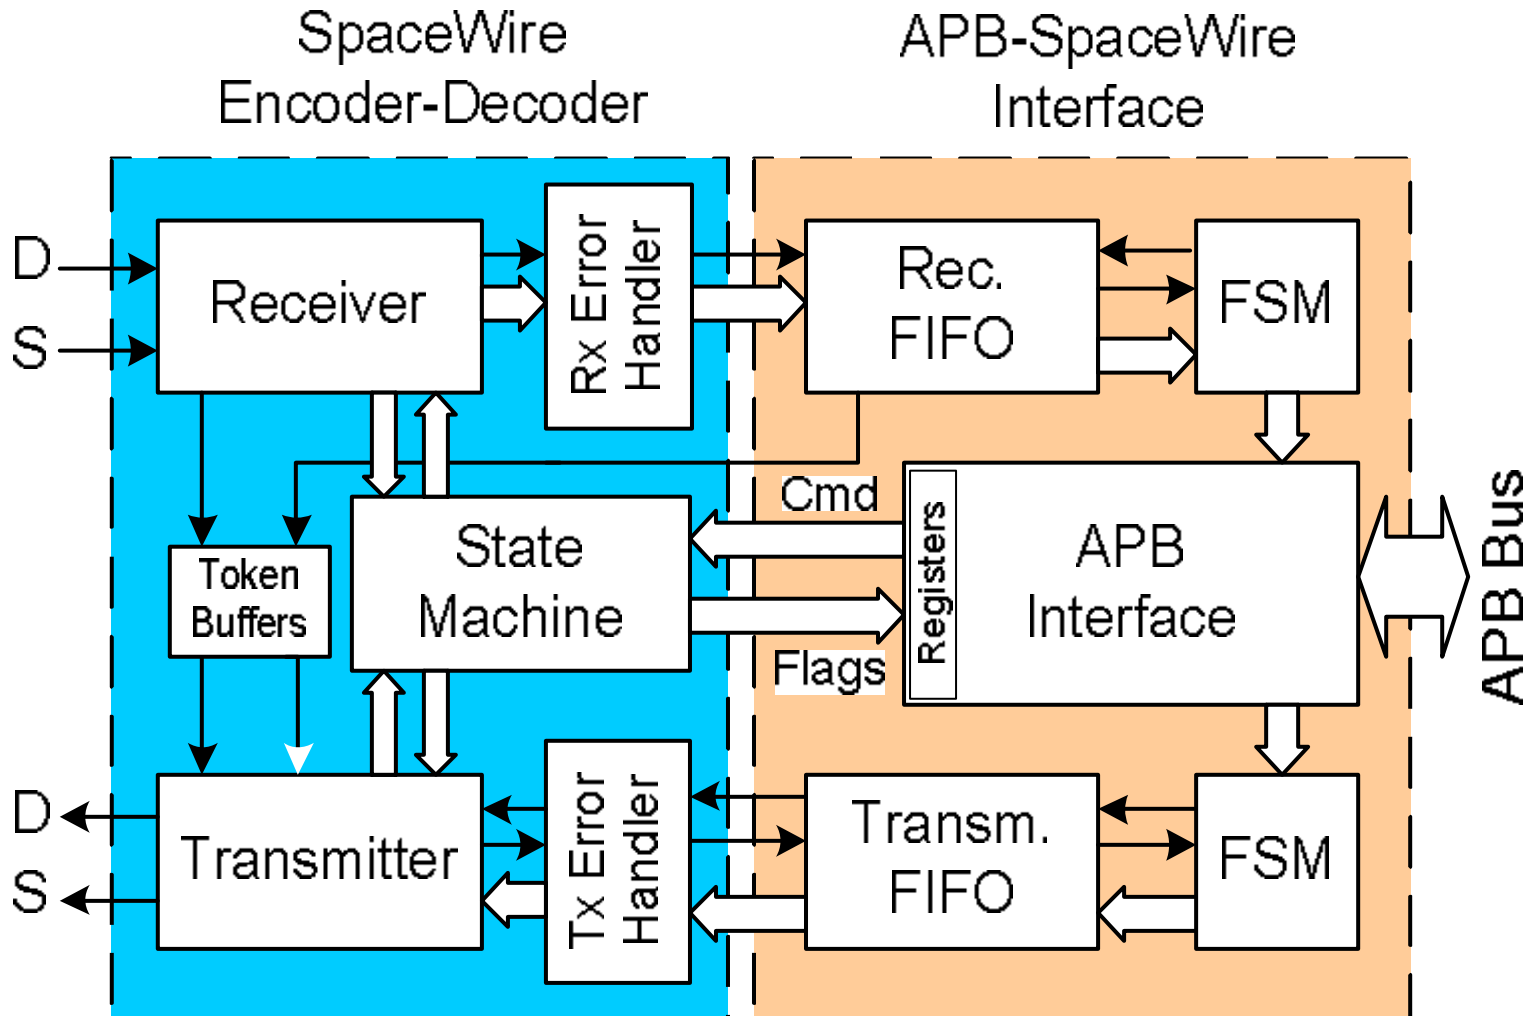 SpaceWire
Encoder-Decoder
APB-SpaceWire
Interface
D
S
Receiver
Rx Error
Handler
Rec.
FIFO
FSM
Cmd
Token
Buffers
State
Machine
Flags
Registers
APB
Interface
APB Bus
D
S
Transmitter
Tx Error
Handler
Transm.
FIFO
FSM